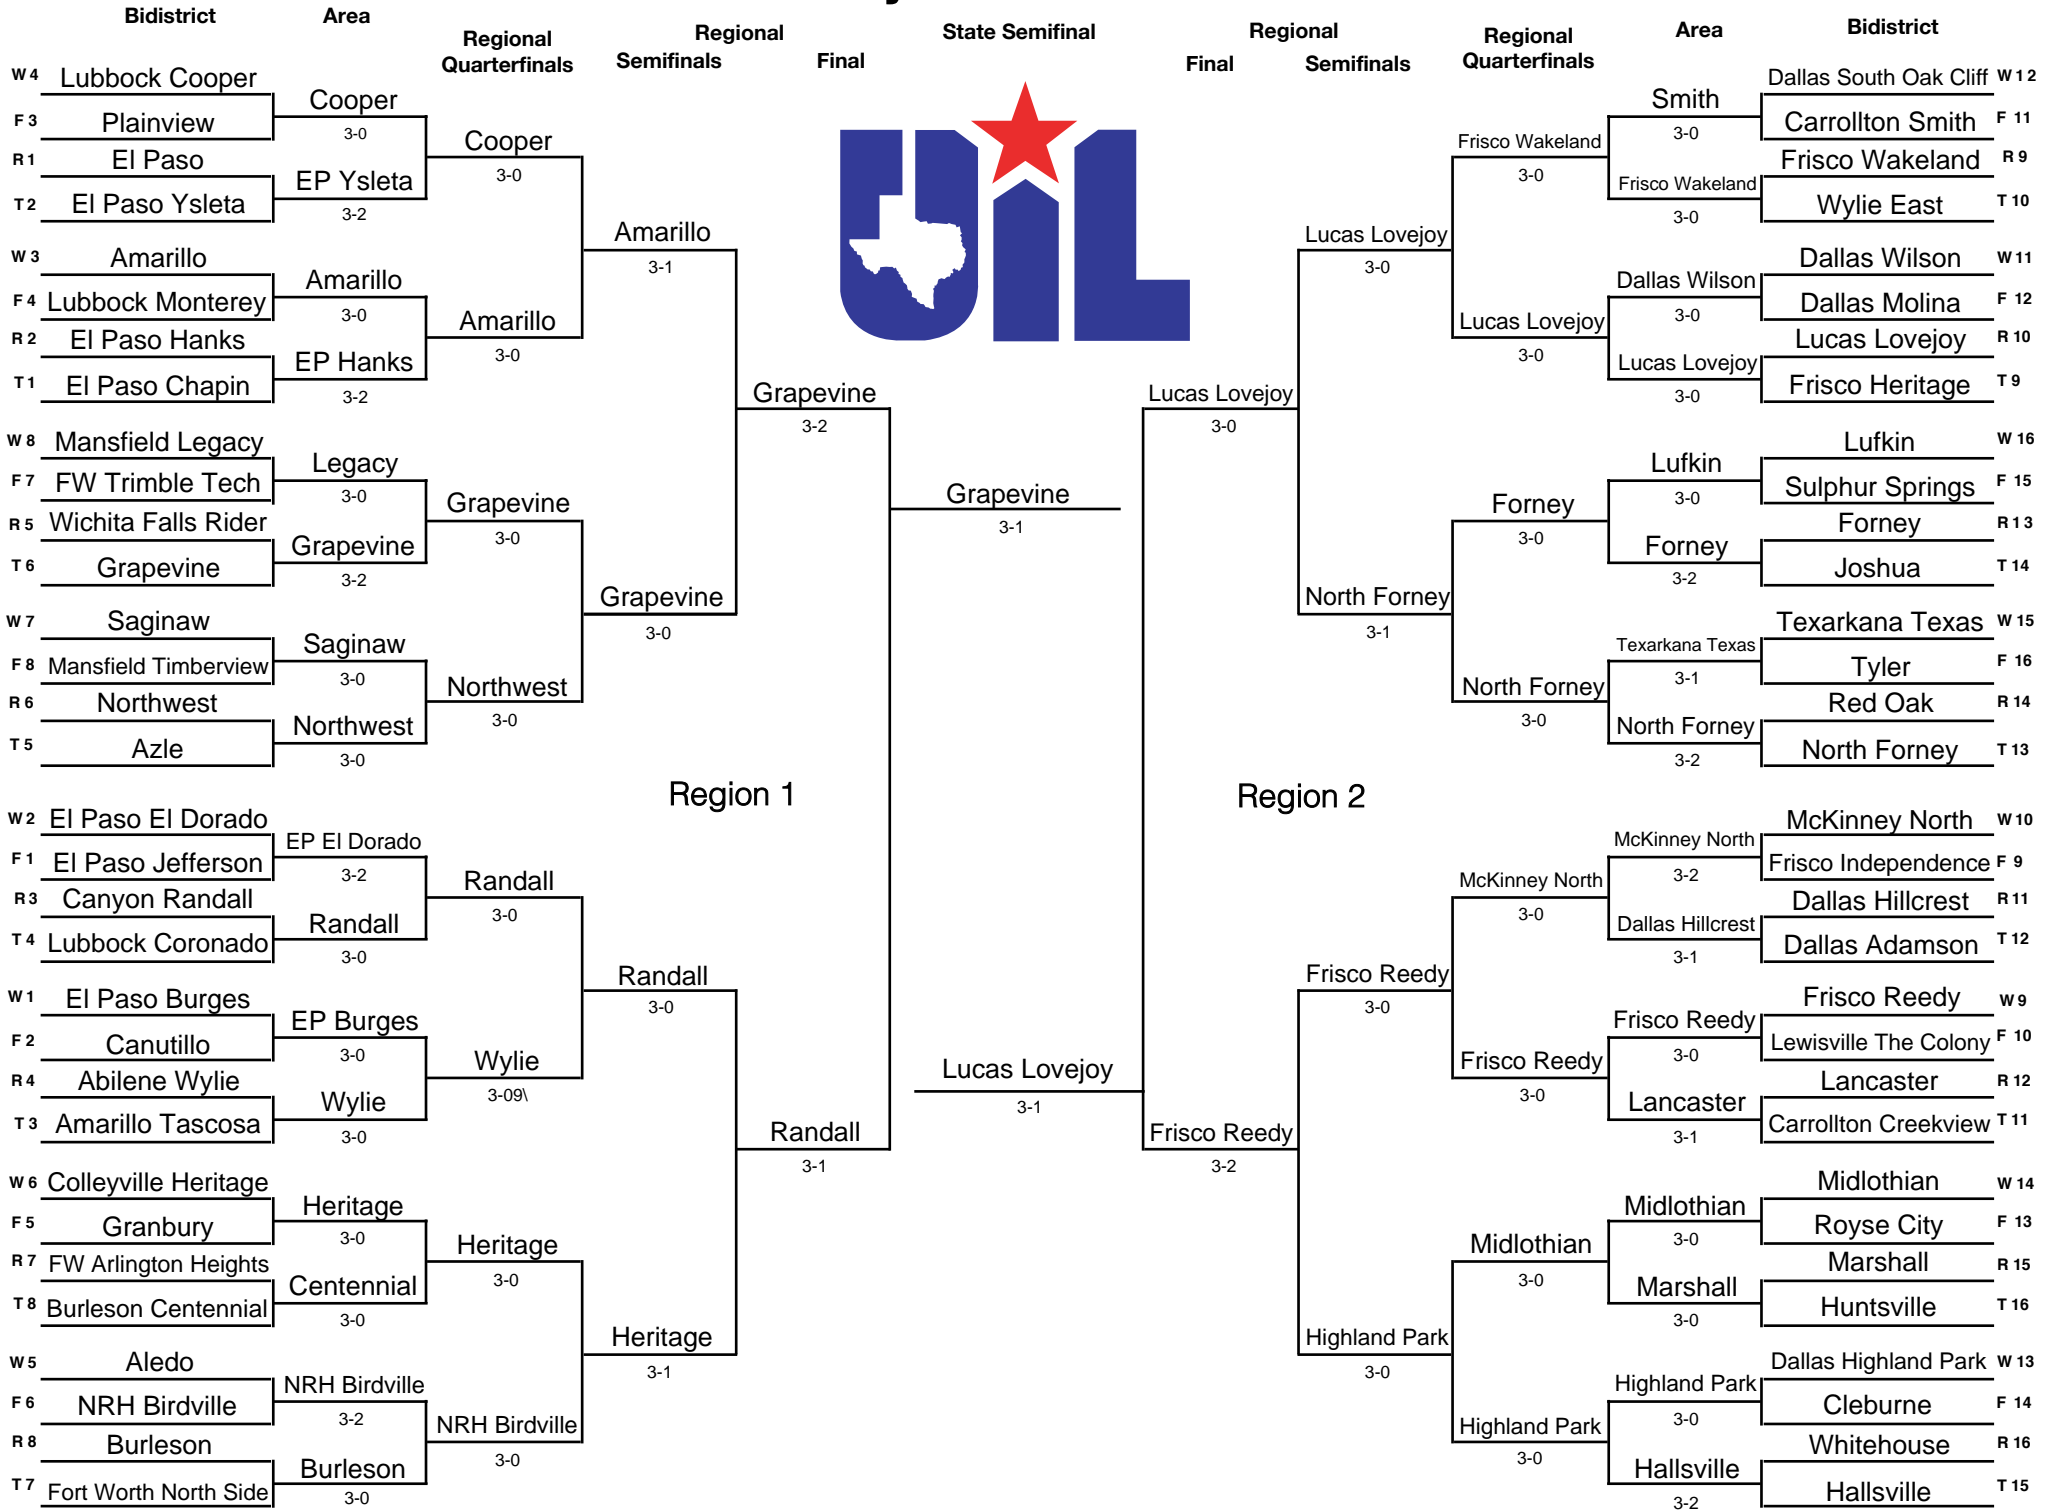 Bidistrict
Area
Regional
Quarterfinals
Regional
Semifinals
Final
State Semifinal
Regional
Final
Semifinals
Regional
Quarterfinals
Area
Bidistrict
W 4 Lubbock Cooper
F 3 Plainview
R 1 El Paso
T 2 El Paso Ysleta
W 3 Amarillo
F 4 Lubbock Monterey
R 2 El Paso Hanks
T 1 El Paso Chapin
W 8 Mansfield Legacy
F 7 FW Trimble Tech
R 5 Wichita Falls Rider
T 6 Grapevine
W 7 Saginaw
F 8 Mansfield Timberview
R 6 Northwest
T 5 Azle
W 2 El Paso El Dorado
F 1 El Paso Jefferson
R 3 Canyon Randall
T 4 Lubbock Coronado
W 1 El Paso Burges
F 2 Canutillo
R 4 Abilene Wylie
T 3 Amarillo Tascosa
W 6 Colleyville Heritage
F 5 Granbury
R 7 FW Arlington Heights
T 8 Burleson Centennial
W 5 Aledo
F 6 NRH Birdville
R 8 Burleson
T 7 Fort Worth North Side
Cooper
3-0
EP Ysleta
3-2
Amarillo
3-0
EP Hanks
3-2
Legacy
3-0
Grapevine
3-2
Saginaw
3-0
Northwest
3-0
EP El Dorado
3-2
Randall
3-0
EP Burges
3-0
Wylie
3-0
Heritage
3-0
Centennial
3-0
NRH Birdville
3-2
Burleson
3-0
Cooper
3-0
Amarillo
3-0
Grapevine
3-0
Northwest
3-0
Randall
3-0
Wylie
3-09\
Heritage
3-0
NRH Birdville
3-0
Amarillo
3-1
Grapevine
3-0
Randall
3-0
Heritage
3-1
Grapevine
3-2
Randall
3-1
Region 1
UIL
Grapevine
3-1
Lucas Lovejoy
3-1
Region 2
Lucas Lovejoy
3-0
Frisco Reedy
3-2
Lucas Lovejoy
3-0
North Forney
3-1
Frisco Reedy
3-0
Highland Park
3-0
Frisco Wakeland
3-0
Lucas Lovejoy
3-0
Forney
3-0
North Forney
3-0
McKinney North
3-0
Frisco Reedy
3-0
Midlothian
3-0
Highland Park
3-0
Smith
3-0
Frisco Wakeland
3-0
Dallas Wilson
3-0
Lucas Lovejoy
3-0
Lufkin
3-0
Forney
3-2
Texarkana Texas
3-1
North Forney
3-2
McKinney North
3-2
Dallas Hillcrest
3-1
Frisco Reedy
3-0
Lancaster
3-1
Midlothian
3-0
Marshall
3-0
Highland Park
3-0
Hallsville
3-2
Dallas South Oak Cliff W 1 2
Carrollton Smith F 11
Frisco Wakeland R 9
Wylie East T 10
Dallas Wilson W 11
Dallas Molina F 12
Lucas Lovejoy R 10
Frisco Heritage T 9
Lufkin W 16
Sulphur Springs F 15
Forney R 1 3
Joshua T 14
Texarkana Texas W 15
Tyler F 16
Red Oak R 14
North Forney T 13
McKinney North W 10
Frisco Independence F 9
Dallas Hillcrest R 11
Dallas Adamson T 12
Frisco Reedy W 9
Lewisville The Colony F 10
Lancaster R 12
Carrollton Creekview T 11
Midlothian W 14
Royse City F 13
Marshall R 15
Huntsville T 16
Dallas Highland Park W 13
Cleburne F 14
Whitehouse R 16
Hallsville T 15